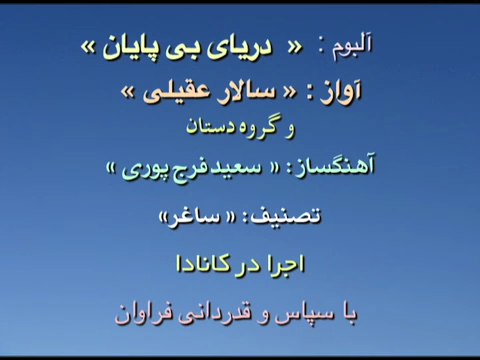 آلبوم : « دریای بی پایان »
آواز : « سالار عقیلی »
و گروه دستان
آهنگساز: « سعید فرج پوری »
تصنیف: « ساغر»
اجرا در کانادا
با سپاس و قدردانی فراوان